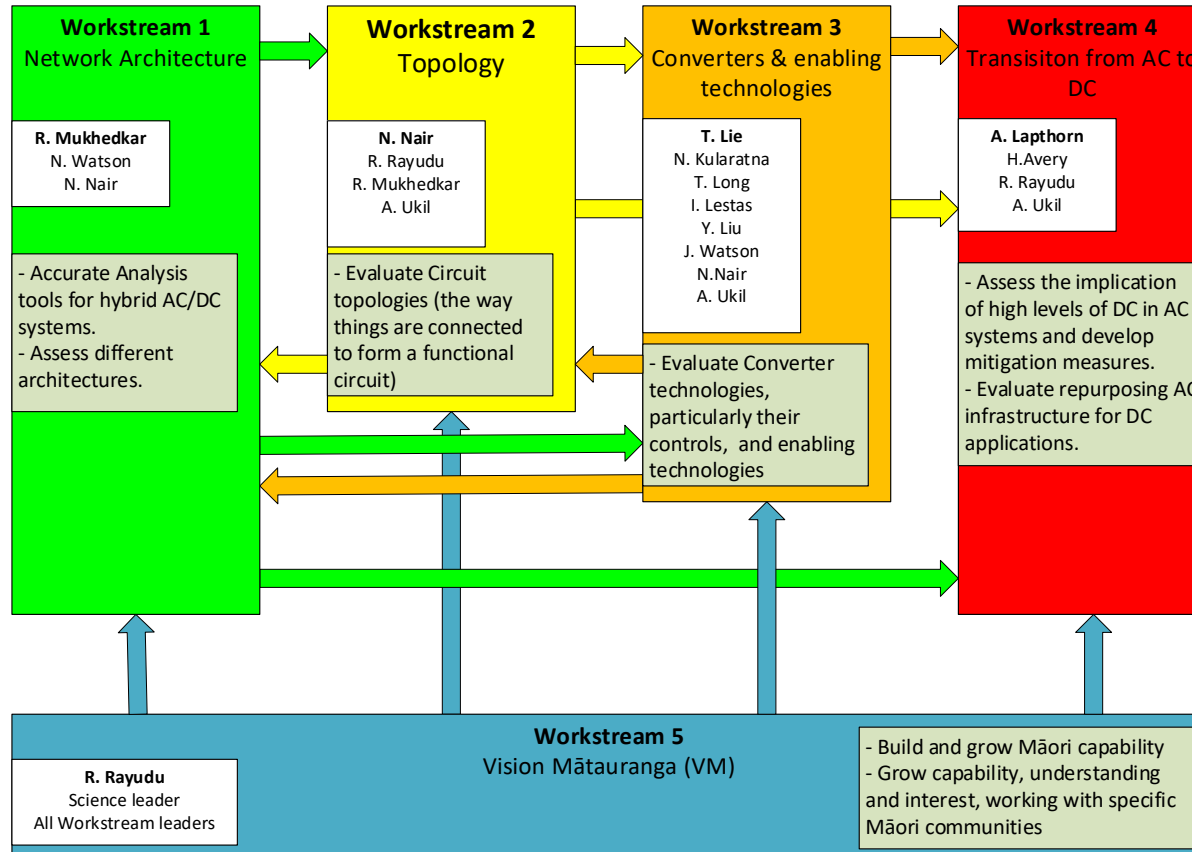 Workstream 1
Network Architecture
R. Mukhedkar
N. Watson
N. Nair
- Accurate Analysis
tools for hybrid AC/DC
systems.
- Assess different
architectures.
Workstream 2
Topology
N. Nair
R. Rayudu
R. Mukhedkar
A. Ukil
- Evaluate Circuit
topologies (the way
things are connected
to form a functional
circuit)
Workstream 3
Converters & enabling
technologies
T. Lie
N. Kularatna
T. Long
I. Lestas
Y. Liu
J. Watson
N.Nair
A. Ukil
- Evaluate Converter
technologies,
particularly their
controls, and enabling
technologies
Workstream 4
Transisiton from AC to
DC
A. Lapthorn
H.Avery
R. Rayudu
A. Ukil
- Assess the implication
of high levels of DC in AC
systems and develop
mitigation measures.
- Evaluate repurposing AC
infrastructure for DC
applications.
Workstream 5
Vision Mātauranga (VM)
R. Rayudu
Science leader
All Workstream leaders
- Build and grow Māori capability
- Grow capability, understanding
and interest, working with specific
Māori communities